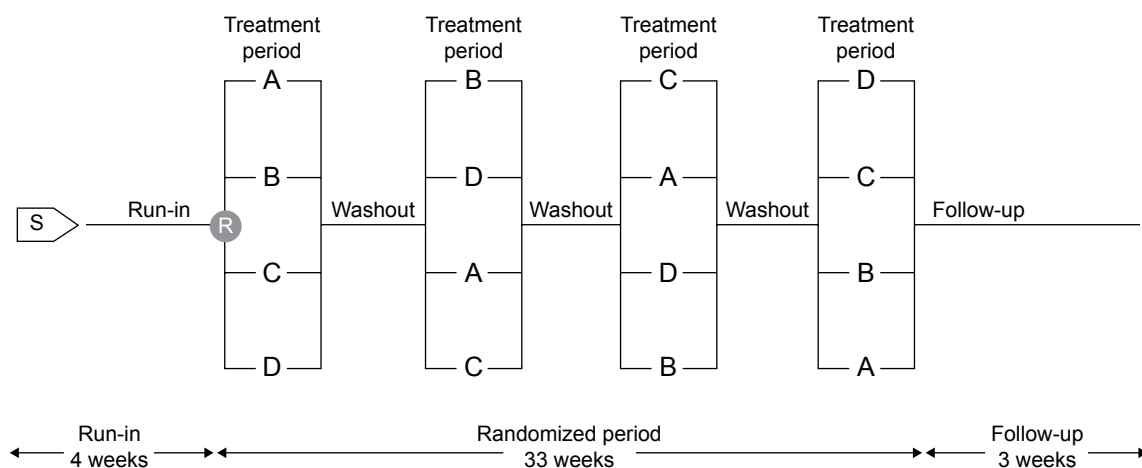 Treatment
period
Treatment
period
Treatment
period
Treatment
period
A
B
C
D
B
D
A
C
S
Run-in
R
Washout
Washout
Washout
Follow-up
C
A
D
B
D
C
B
A
Run-in
4 weeks
Randomized period
33 weeks
Follow-up
3 weeks